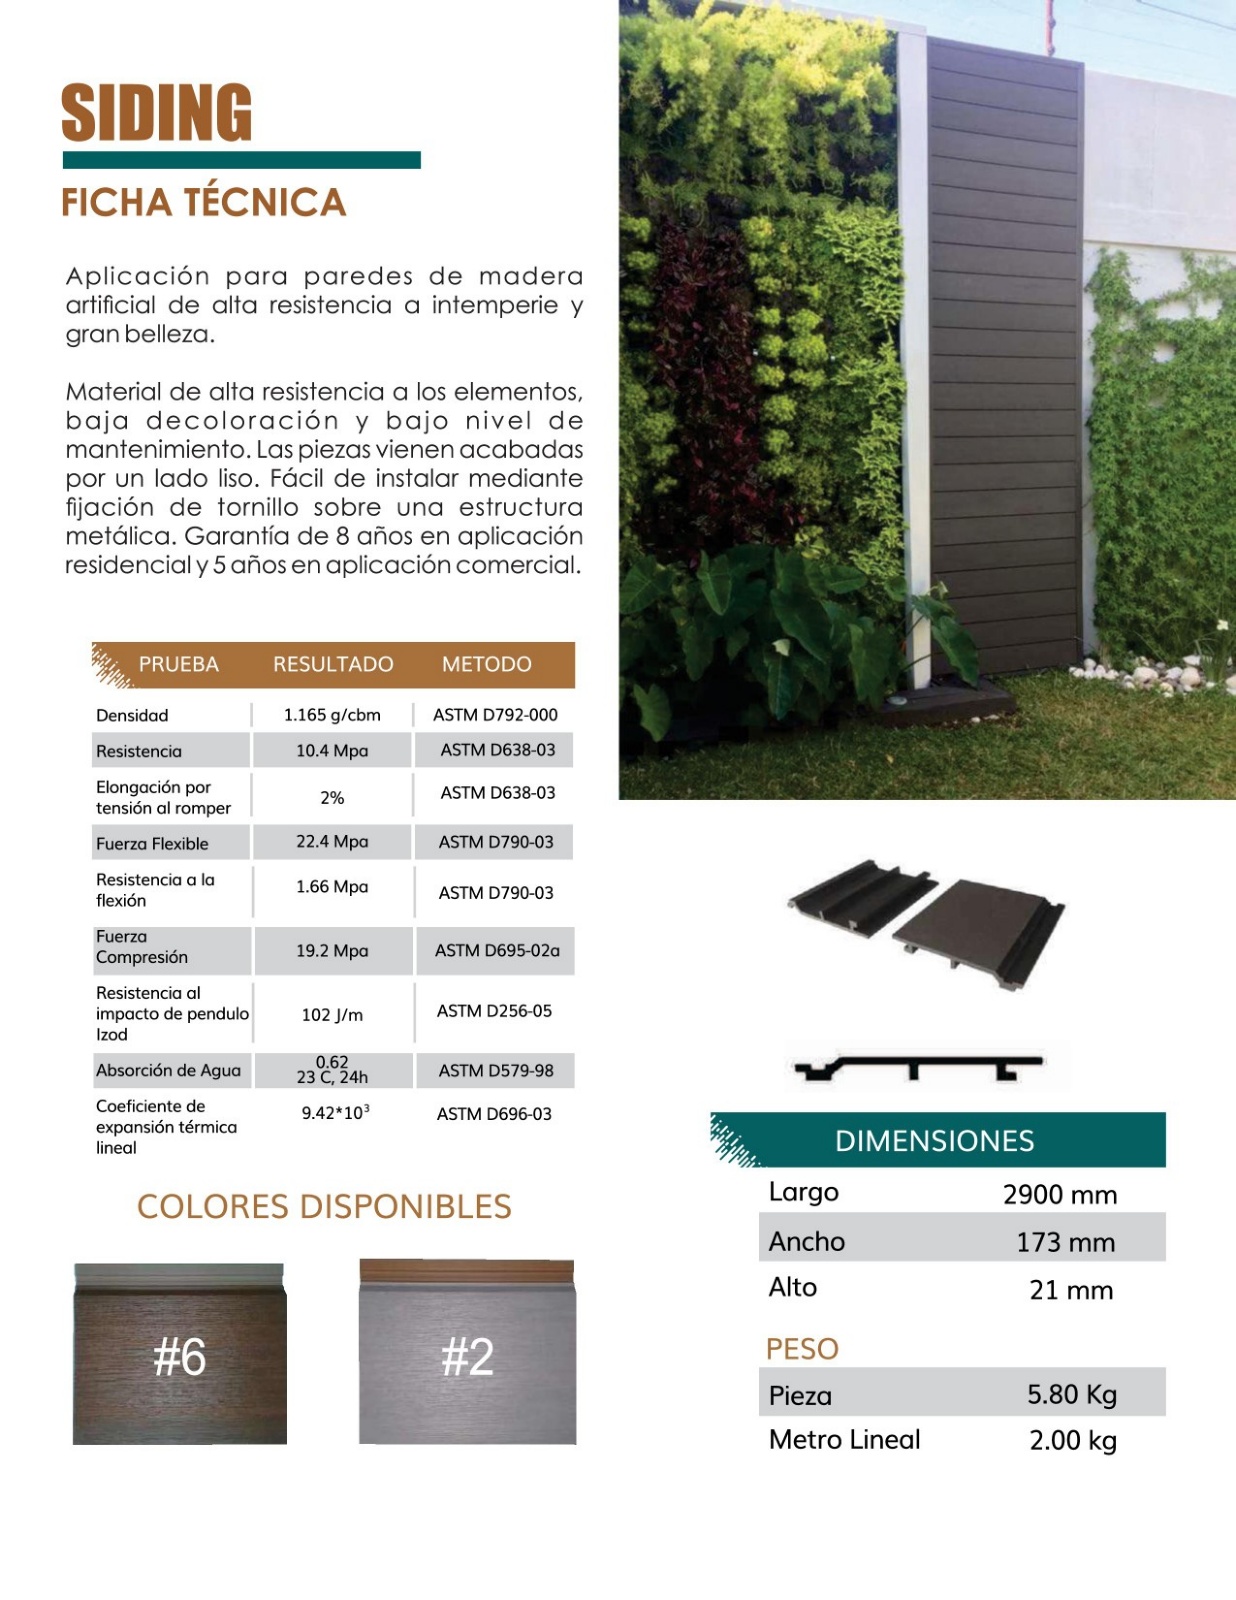 SIDING
FICHA TÉCNICA
Aplicación para paredes de madera
artificial de alta resistencia a intemperie y
gran belleza.
Material de alta resistencia a los elementos,
baja decoloración y bajo nivel de
mantenimiento. Las piezas vienen acabadas
por un lado liso. Fácil de instalar mediante
fijación de tornillo sobre una estructura
metálica. Garantía de 8 años en aplicación
residencial y 5 años en aplicación comercial.
PRUEBA RESULTADO METODO
Densidad 1.165 g/cbm ASTM D792-000
Resistencia 10.4 Mpa ASTM D638-03
Elongación por
tensión al romper 2% ASTM D638-03
Fuerza Flexible 22.4 Mpa ASTM D790-03
Resistencia a la
flexión 1.66 Mpa ASTM D790-03
Fuerza
Compresión 19.2 Mpa ASTM D695-02a
Resistencia al
impacto de pendulo 102 J/m ASTM D256-05
Izod
Absorción de Agua 0.62 ASTM D579-98
23 C, 24h
Coeficiente de
expansión térmica 9.42*10³ ASTM D696-03
lineal
COLORES DISPONIBLES
#6 #2
DIMENSIONES
Largo 2900 mm
Ancho 173 mm
Alto 21 mm
PESO
Pieza 5.80 Kg
Metro Lineal 2.00 kg